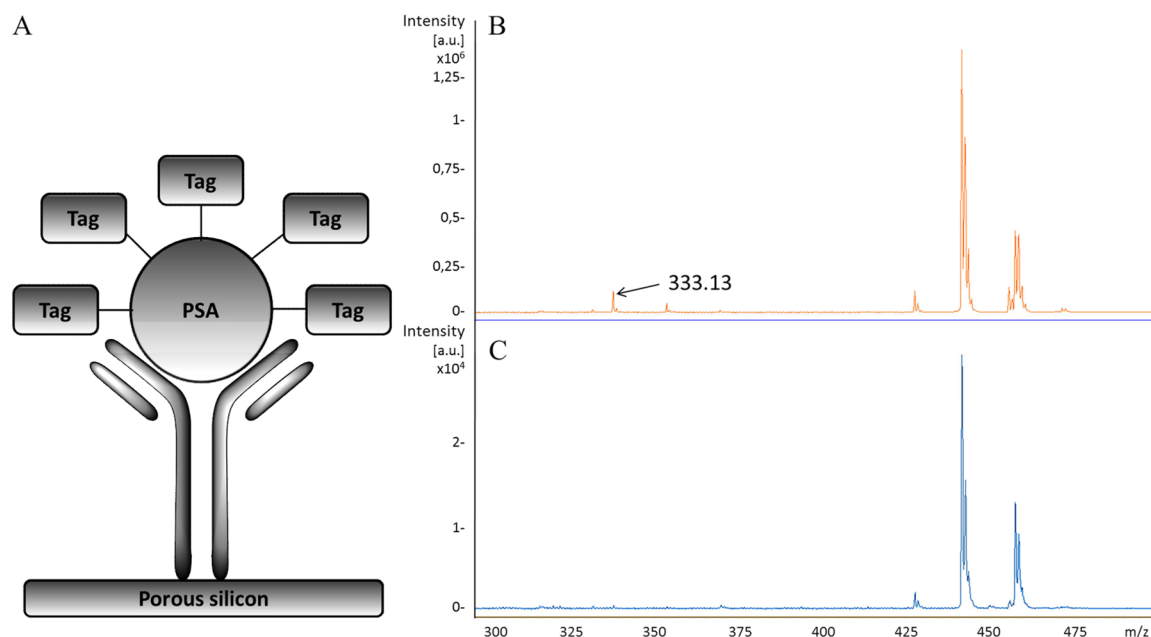 A
Tag
Tag
Tag
Tag
Tag
PSA
Porous silicon
Intensity
[a.u.]
x10⁶
B
1,25-
1-
0,75-
0,5-
0,25-
0-
333.13
Intensity
[a.u.]
x10⁴
C
2-
1-
0-
300 325 350 375 400 425 450 475 m/z